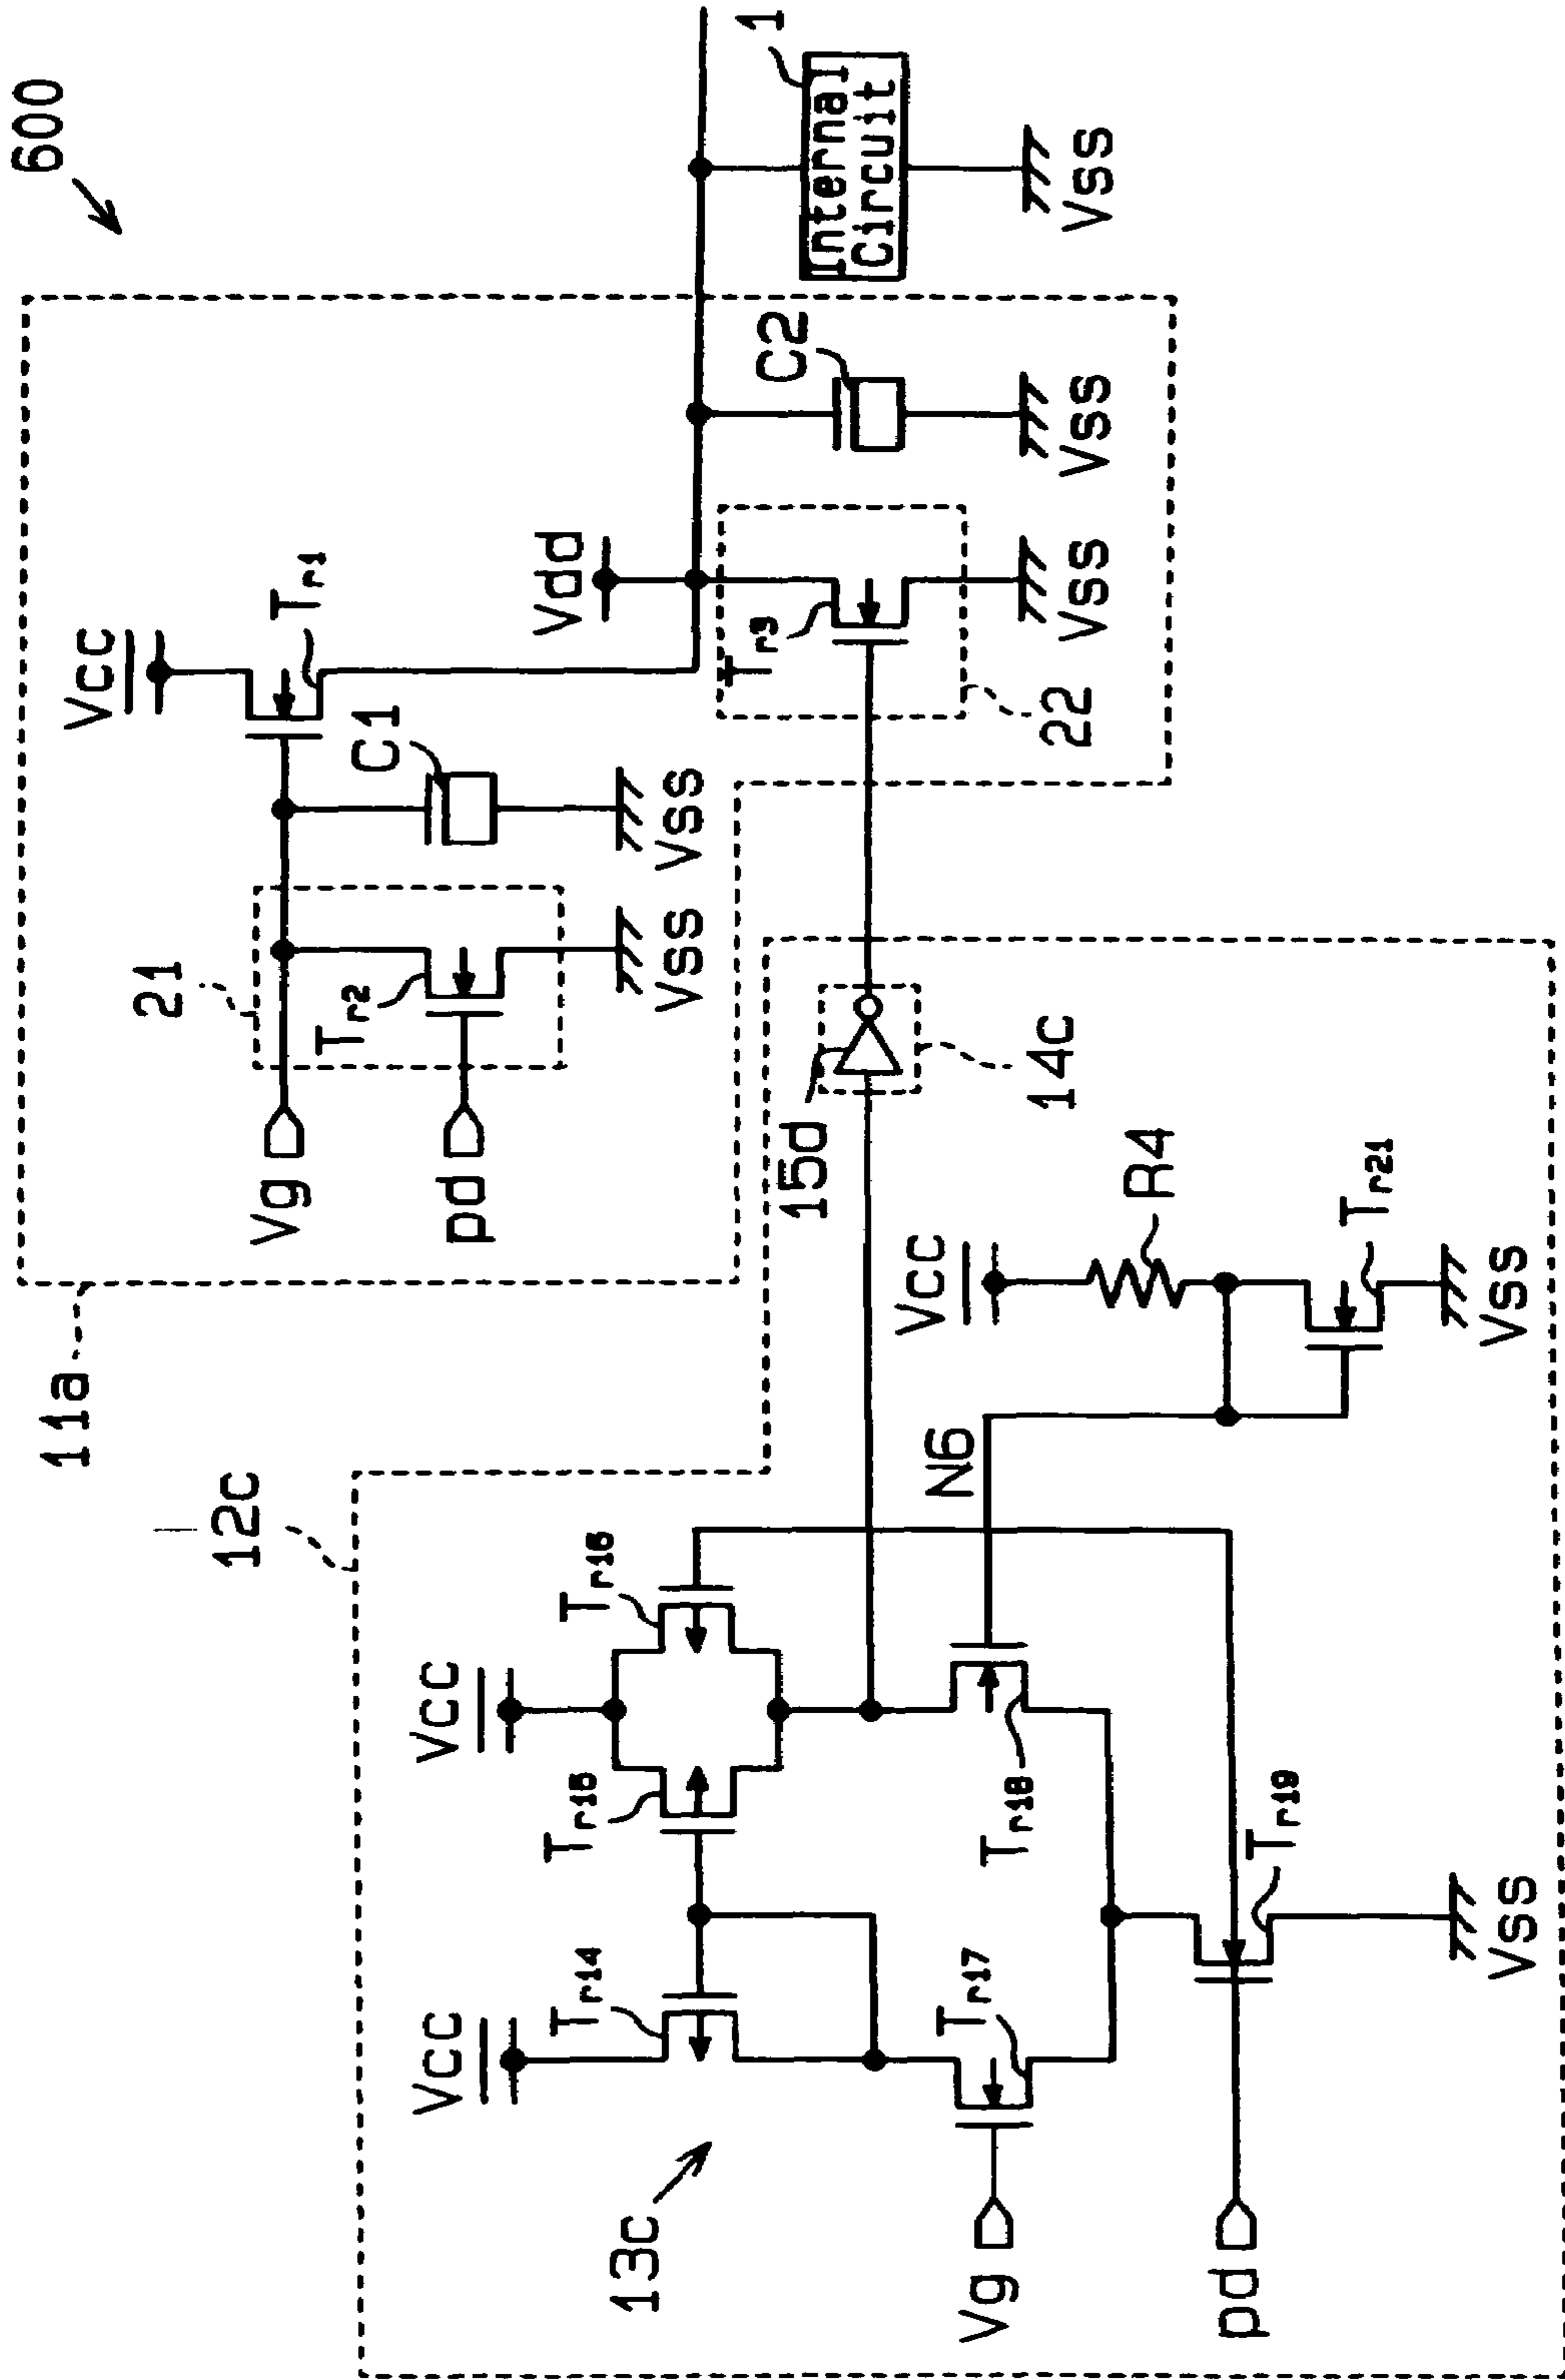 600
11a
Vcc
Tr1
21
Vg
Tr2
pd
Vss
C1
Vss
Vdd
Tr3
22
Vss
C2
Vss
1
Internal
Circuit
Vss
12c
13c
Vcc
Tr14
Vcc
Tr15
Tr16
Vg
Tr17
Tr18
N6
pd
Tr19
Vss
15d
14c
Vcc
R4
Tr21
Vss